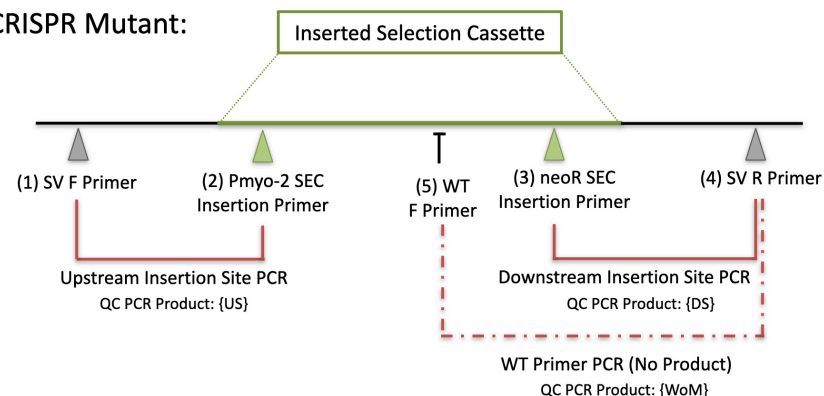 CRISPR Mutant:
Inserted Selection Cassette
(1) SV F Primer
(2) Pmyo-2 SEC
Insertion Primer
(5) WT
F Primer
(3) neoR SEC
Insertion Primer
(4) SV R Primer
Upstream Insertion Site PCR
QC PCR Product: {US}
Downstream Insertion Site PCR
QC PCR Product: {DS}
WT Primer PCR (No Product)
QC PCR Product: {WoM}